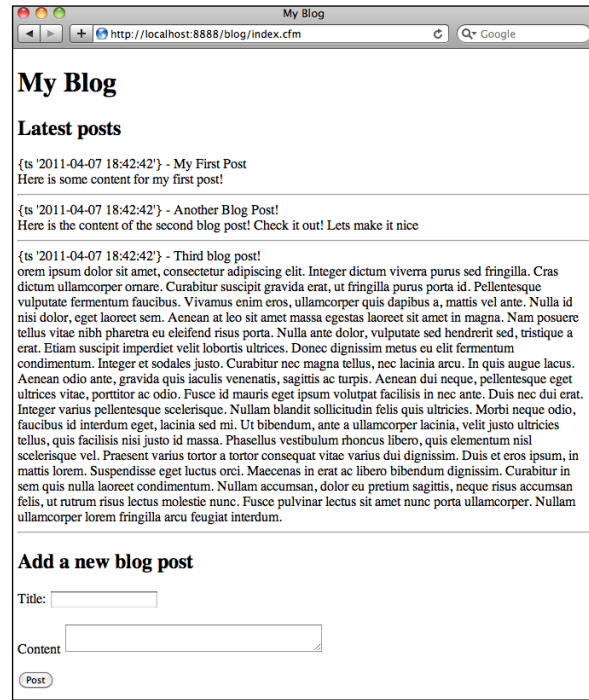 My Blog
http://localhost:8888/blog/index.cfm
Google
My Blog
Latest posts
{ts '2011-04-07 18:42:42'} - My First Post
Here is some content for my first post!
{ts '2011-04-07 18:42:42'} - Another Blog Post!
Here is the content of the second blog post! Check it out! Lets make it nice
{ts '2011-04-07 18:42:42'} - Third blog post!
orem ipsum dolor sit amet, consectetur adipiscing elit. Integer dictum viverra purus sed fringilla. Cras
dictum ullamcorper ornare. Curabitur suscipit gravida erat, ut fringilla purus porta id. Pellentesque
vulputate fermentum faucibus. Vivamus enim eros, ullamcorper quis dapibus a, mattis vel ante. Nulla id
nisi dolor, eget laoreet sem. Aenean at leo sit amet massa egestas laoreet sit amet in magna. Nam posuere
tellus vitae nibh pharetra eu eleifend risus porta. Nulla ante dolor, vulputate sed hendrerit sed, tristique a
erat. Etiam suscipit imperdiet velit lobortis ultrices. Donec dignissim metus eu elit fermentum
condimentum. Integer et sodales justo. Curabitur nec magna tellus, nec lacinia arcu. In quis augue lacus.
Aenean odio ante, gravida quis iaculis venenatis, sagittis ac turpis. Aenean dui neque, pellentesque eget
ultrices vitae, porttitor ac odio. Fusce id mauris eget ipsum volutpat facilisis in nec ante. Duis nec dui erat.
Integer varius pellentesque scelerisque. Nullam blandit sollicitudin felis quis ultricies. Morbi neque odio,
faucibus id interdum eget, lacinia sed mi. Ut bibendum, ante a ullamcorper lacinia, velit justo ultricies
tellus, quis facilisis nisi justo id massa. Phasellus vestibulum rhoncus libero, quis elementum nisl
scelerisque vel. Praesent varius tortor a tortor consequat vitae varius dui dignissim. Duis et eros ipsum, in
mattis lorem. Suspendisse eget luctus orci. Maecenas in erat ac libero bibendum dignissim. Curabitur in
sem quis nulla laoreet condimentum. Nullam accumsan, dolor eu pretium sagittis, neque risus accumsan
felis, ut rutrum risus lectus molestie nunc. Fusce pulvinar lectus sit amet nunc porta ullamcorper. Nullam
ullamcorper lorem fringilla arcu feugiat interdum.
Add a new blog post
Title:
Content
Post